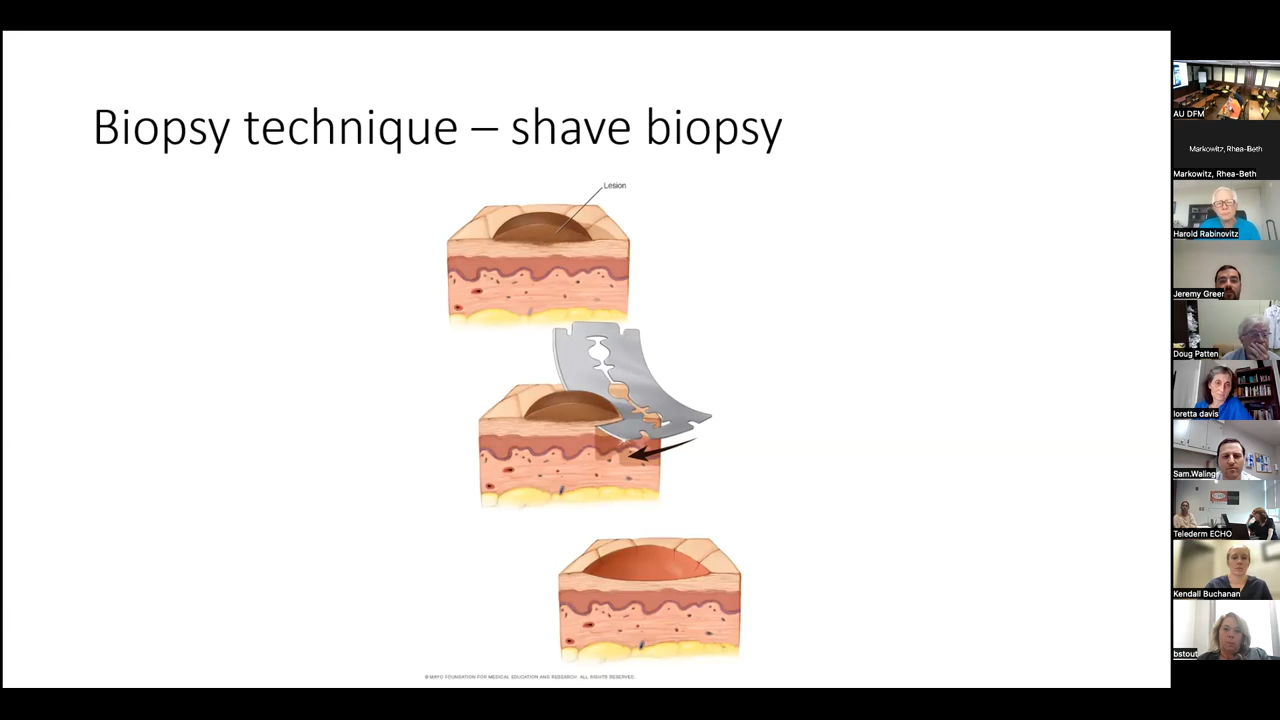 Biopsy technique – shave biopsy
Lesion
© MAYO FOUNDATION FOR MEDICAL EDUCATION AND RESEARCH. ALL RIGHTS RESERVED.
AU DFM
Markowitz, Rhea-Beth
Markowitz, Rhea-Beth
Harold Rabinovitz
Jeremy Green
Doug Patten
loretta davis
Sam.Waling
Telederm ECHO
Kendall Buchanan
bstout